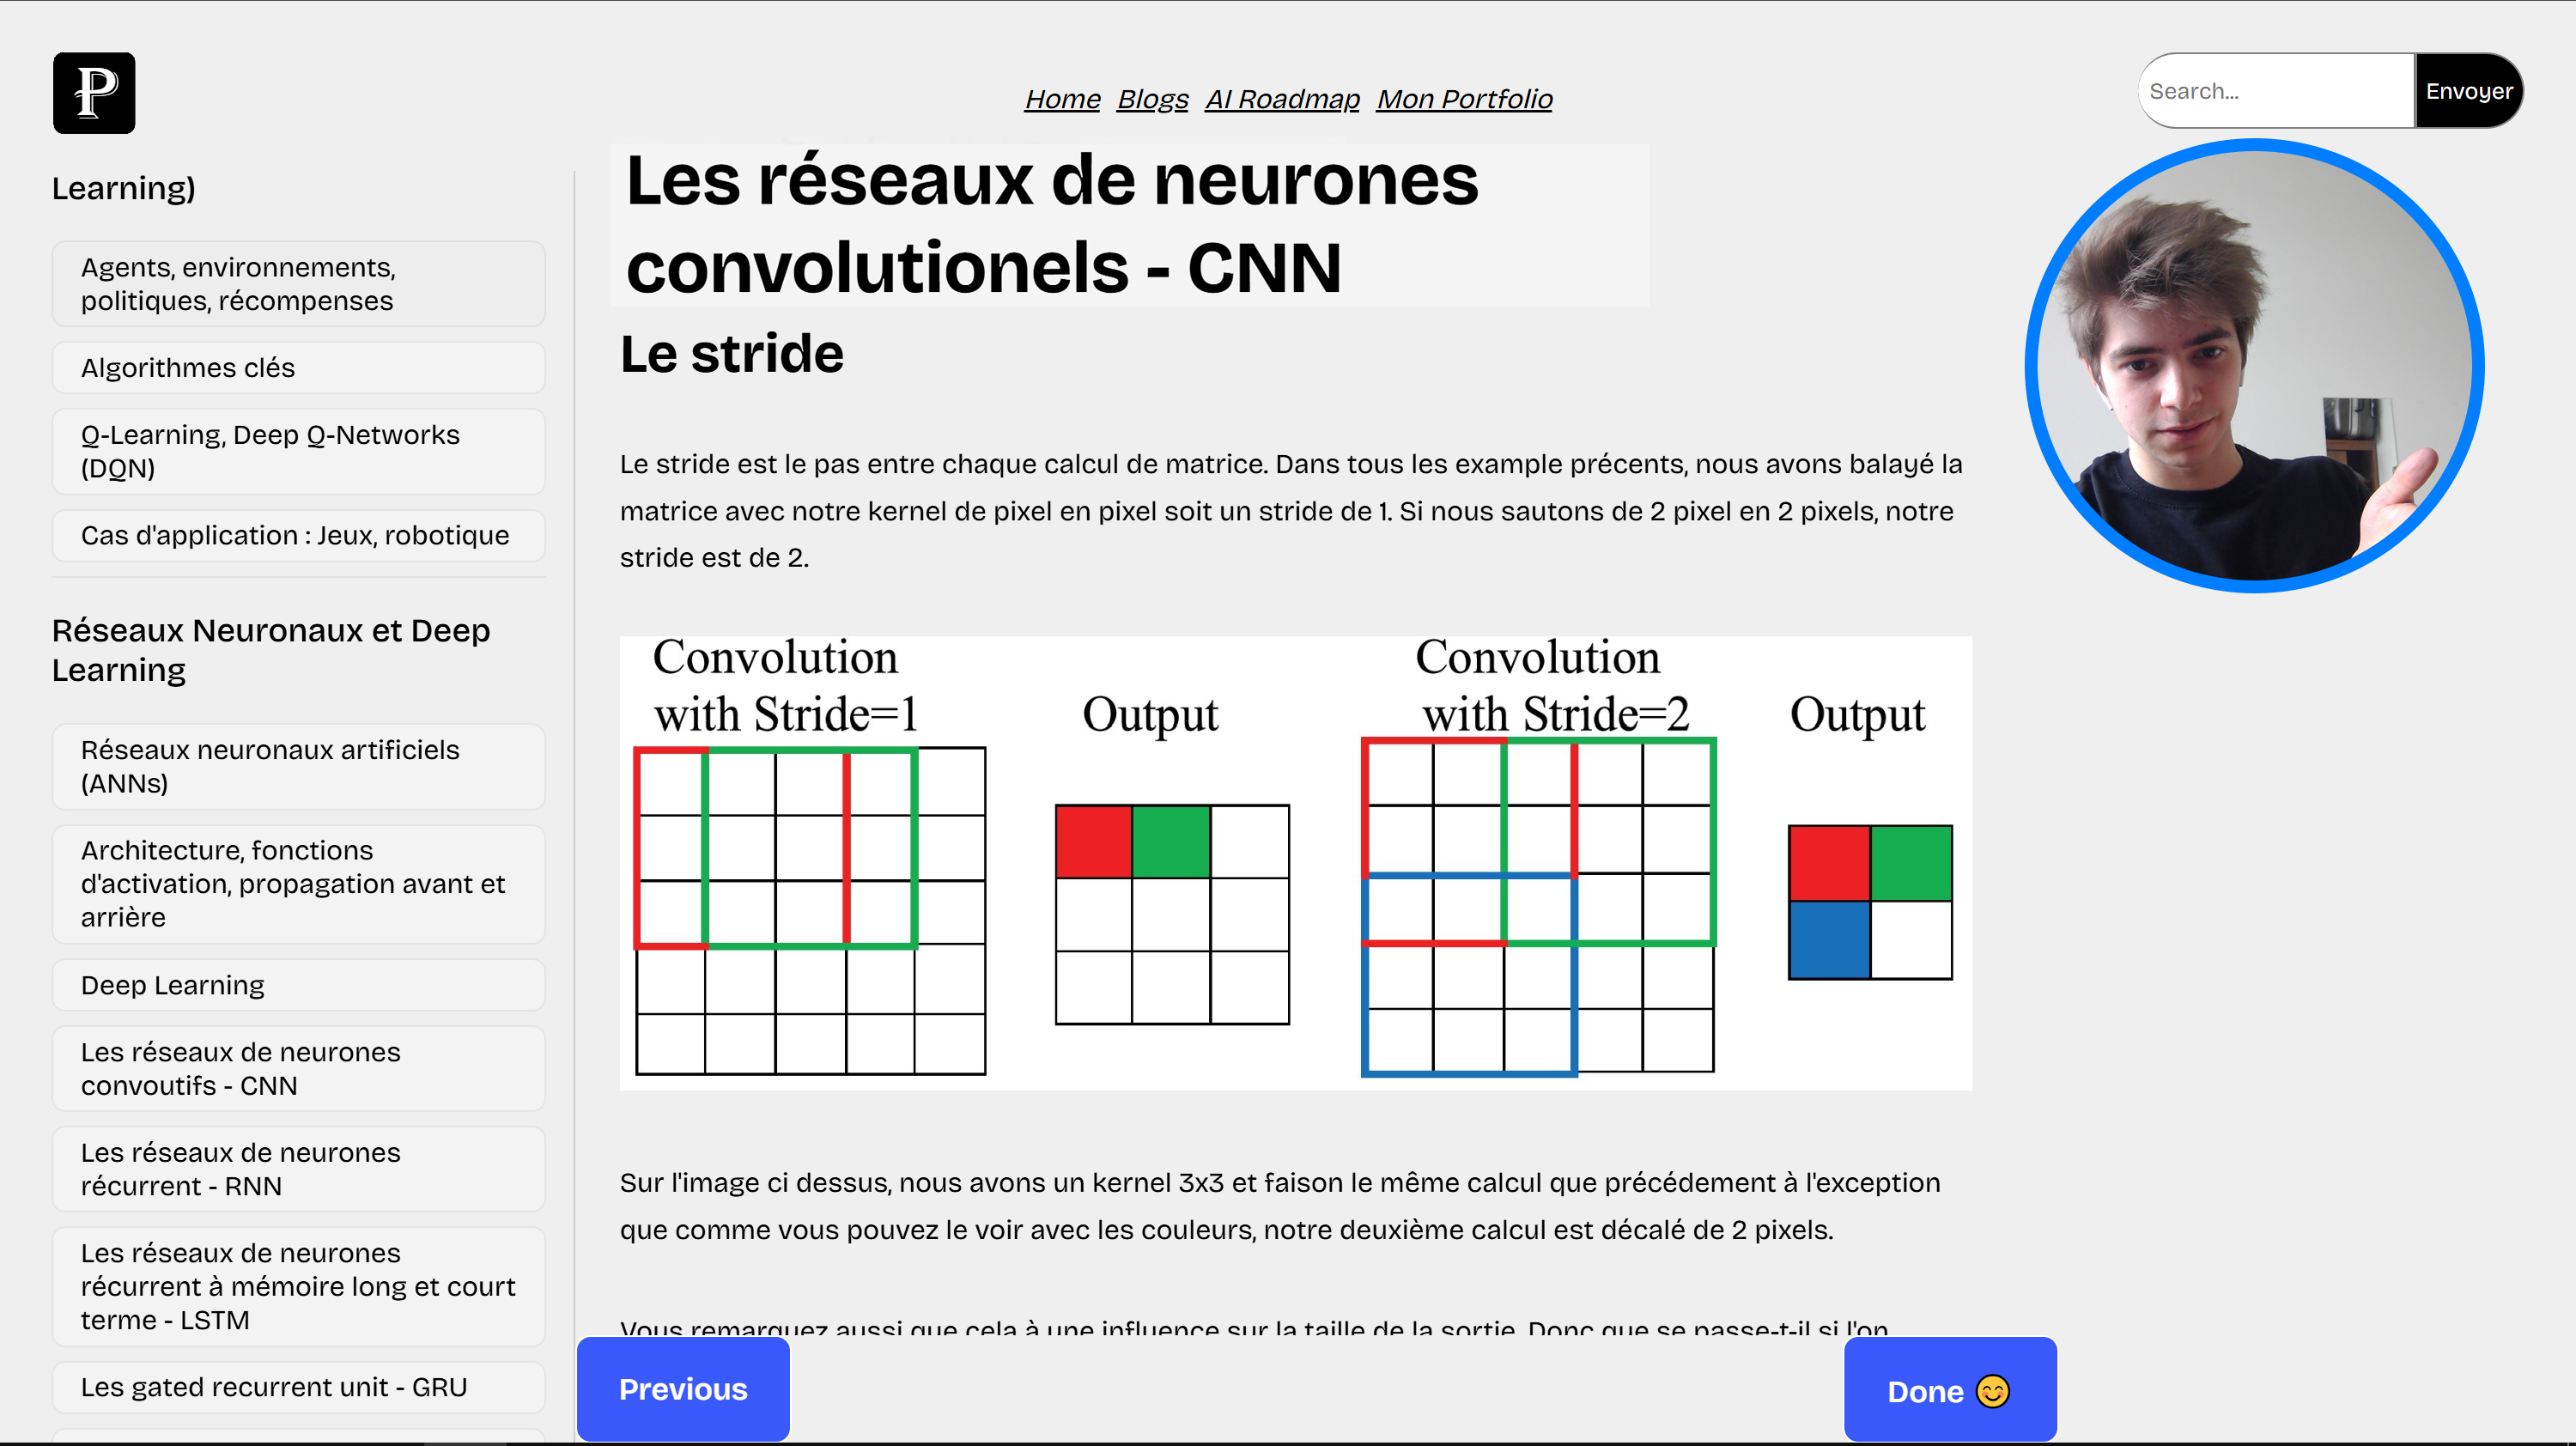 P
Home Blogs AI Roadmap Mon Portfolio
Search...
Envoyer
Learning)
Agents, environnements,
politiques, récompenses
Algorithmes clés
Q-Learning, Deep Q-Networks
(DQN)
Cas d'application : Jeux, robotique
Réseaux Neuronaux et Deep
Learning
Réseaux neuronaux artificiels
(ANNs)
Architecture, fonctions
d'activation, propagation avant et
arrière
Deep Learning
Les réseaux de neurones
convoutifs - CNN
Les réseaux de neurones
récurrent - RNN
Les réseaux de neurones
récurrent à mémoire long et court
terme - LSTM
Les gated recurrent unit - GRU
Les réseaux de neurones
convolutionels - CNN
Le stride
Le stride est le pas entre chaque calcul de matrice. Dans tous les example précents, nous avons balayé la
matrice avec notre kernel de pixel en pixel soit un stride de 1. Si nous sautons de 2 pixel en 2 pixels, notre
stride est de 2.
Convolution
with Stride=1
Output
Convolution
with Stride=2
Output
Sur l'image ci dessus, nous avons un kernel 3x3 et faison le même calcul que précédement à l'exception
que comme vous pouvez le voir avec les couleurs, notre deuxième calcul est décalé de 2 pixels.
Vous remarquez aussi que cela à une influence sur la taille de la sortie. Donc que se passe-t-il si l'on
Previous
Done 😊